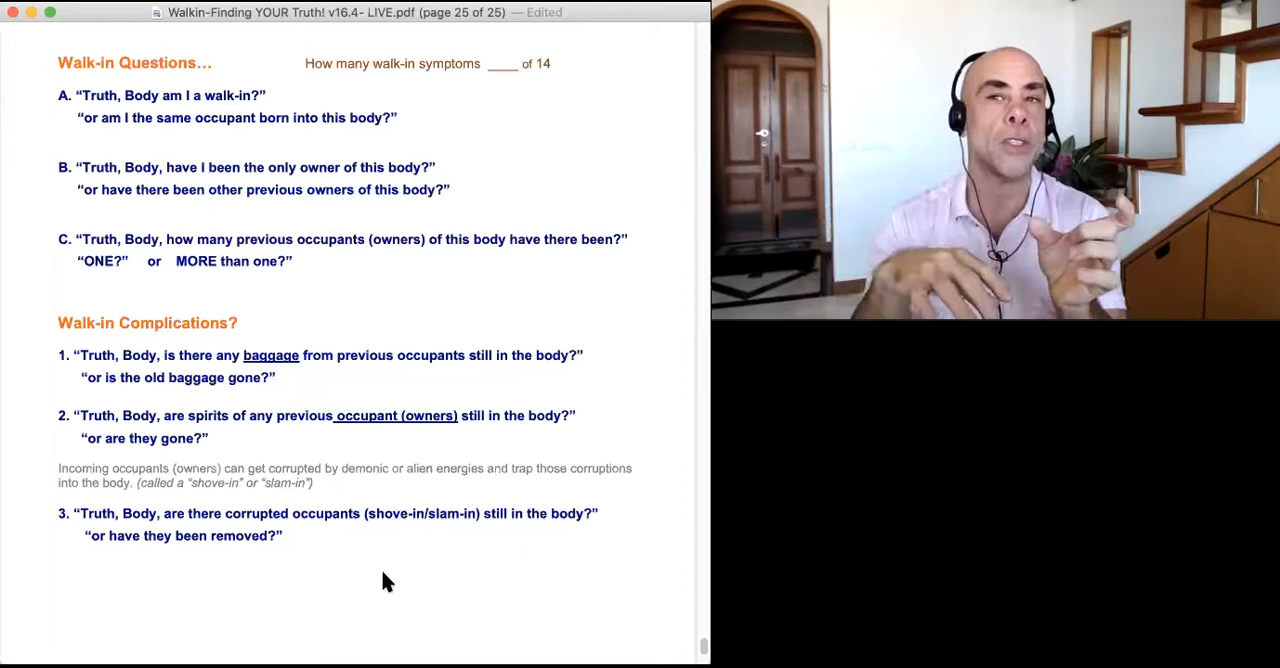 Walkin-Finding YOUR Truth! v16.4- LIVE.pdf (page 25 of 25) — Edited
Walk-in Questions… How many walk-in symptoms ____ of 14
A. “Truth, Body am I a walk-in?”
“or am I the same occupant born into this body?”
B. “Truth, Body, have I been the only owner of this body?”
“or have there been other previous owners of this body?”
C. “Truth, Body, how many previous occupants (owners) of this body have there been?”
“ONE?” or MORE than one?”
Walk-in Complications?
1. “Truth, Body, is there any baggage from previous occupants still in the body?”
“or is the old baggage gone?”
2. “Truth, Body, are spirits of any previous occupant (owners) still in the body?”
“or are they gone?”
Incoming occupants (owners) can get corrupted by demonic or alien energies and trap those corruptions
into the body. (called a “shove-in” or “slam-in”)
3. “Truth, Body, are there corrupted occupants (shove-in/slam-in) still in the body?”
“or have they been removed?”